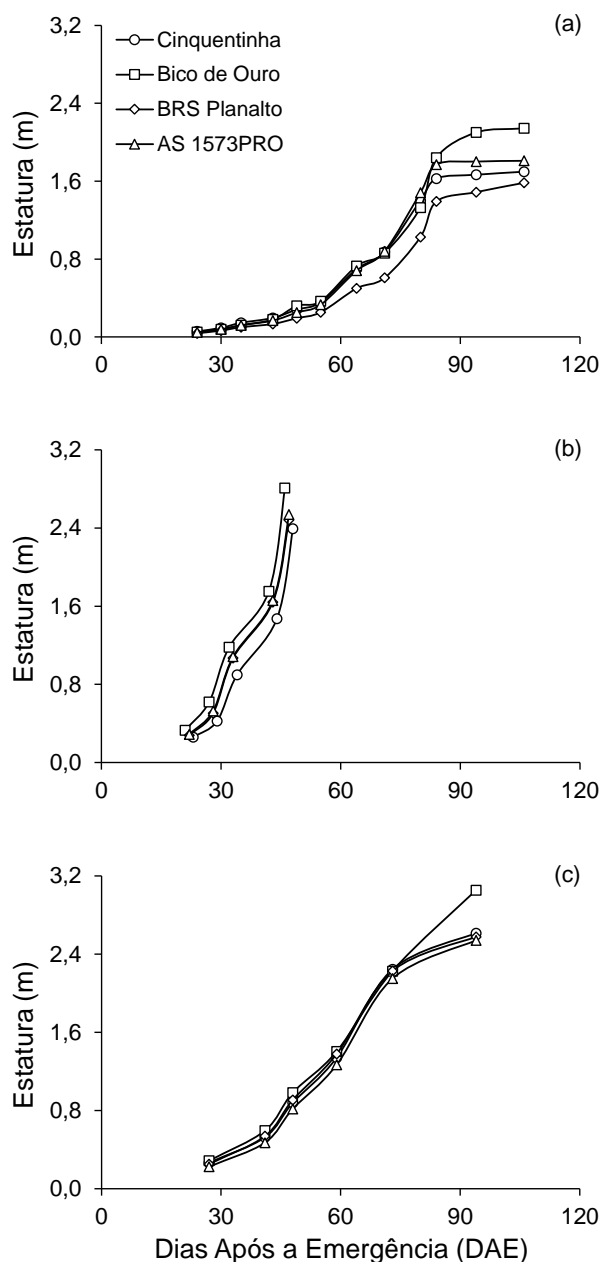 (a)
Cinquentinha
Bico de Ouro
BRS Planalto
AS 1573PRO
Estatura (m)
3,2
2,4
1,6
0,8
0,0
0 30 60 90 120
(b)
Estatura (m)
3,2
2,4
1,6
0,8
0,0
0 30 60 90 120
(c)
Estatura (m)
3,2
2,4
1,6
0,8
0,0
0 30 60 90 120
Dias Após a Emergência (DAE)